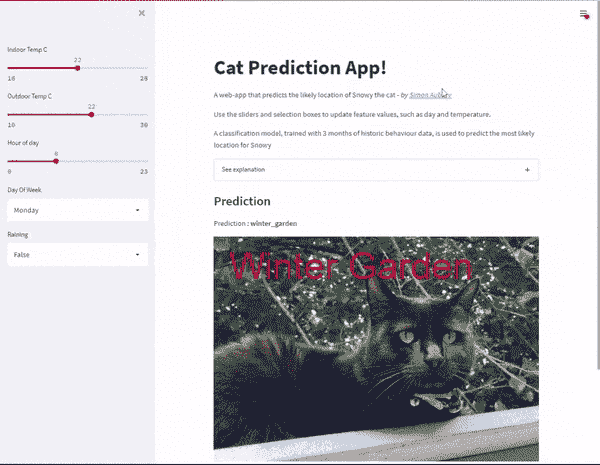 ×
Indoor Temp C
22
16 28
Outdoor Temp C
22
10 30
Hour of day
8
0 23
Day Of Week
Monday
Raining
False
Cat Prediction App!
A web-app that predicts the likely location of Snowy the cat - by Simon Aubury
Use the sliders and selection boxes to update feature values, such as day and temperature.
A classification model, trained with 3 months of historic behaviour data, is used to predict the most likely
location for Snowy
See explanation +
Prediction
Prediction : winter_garden
Winter Garden